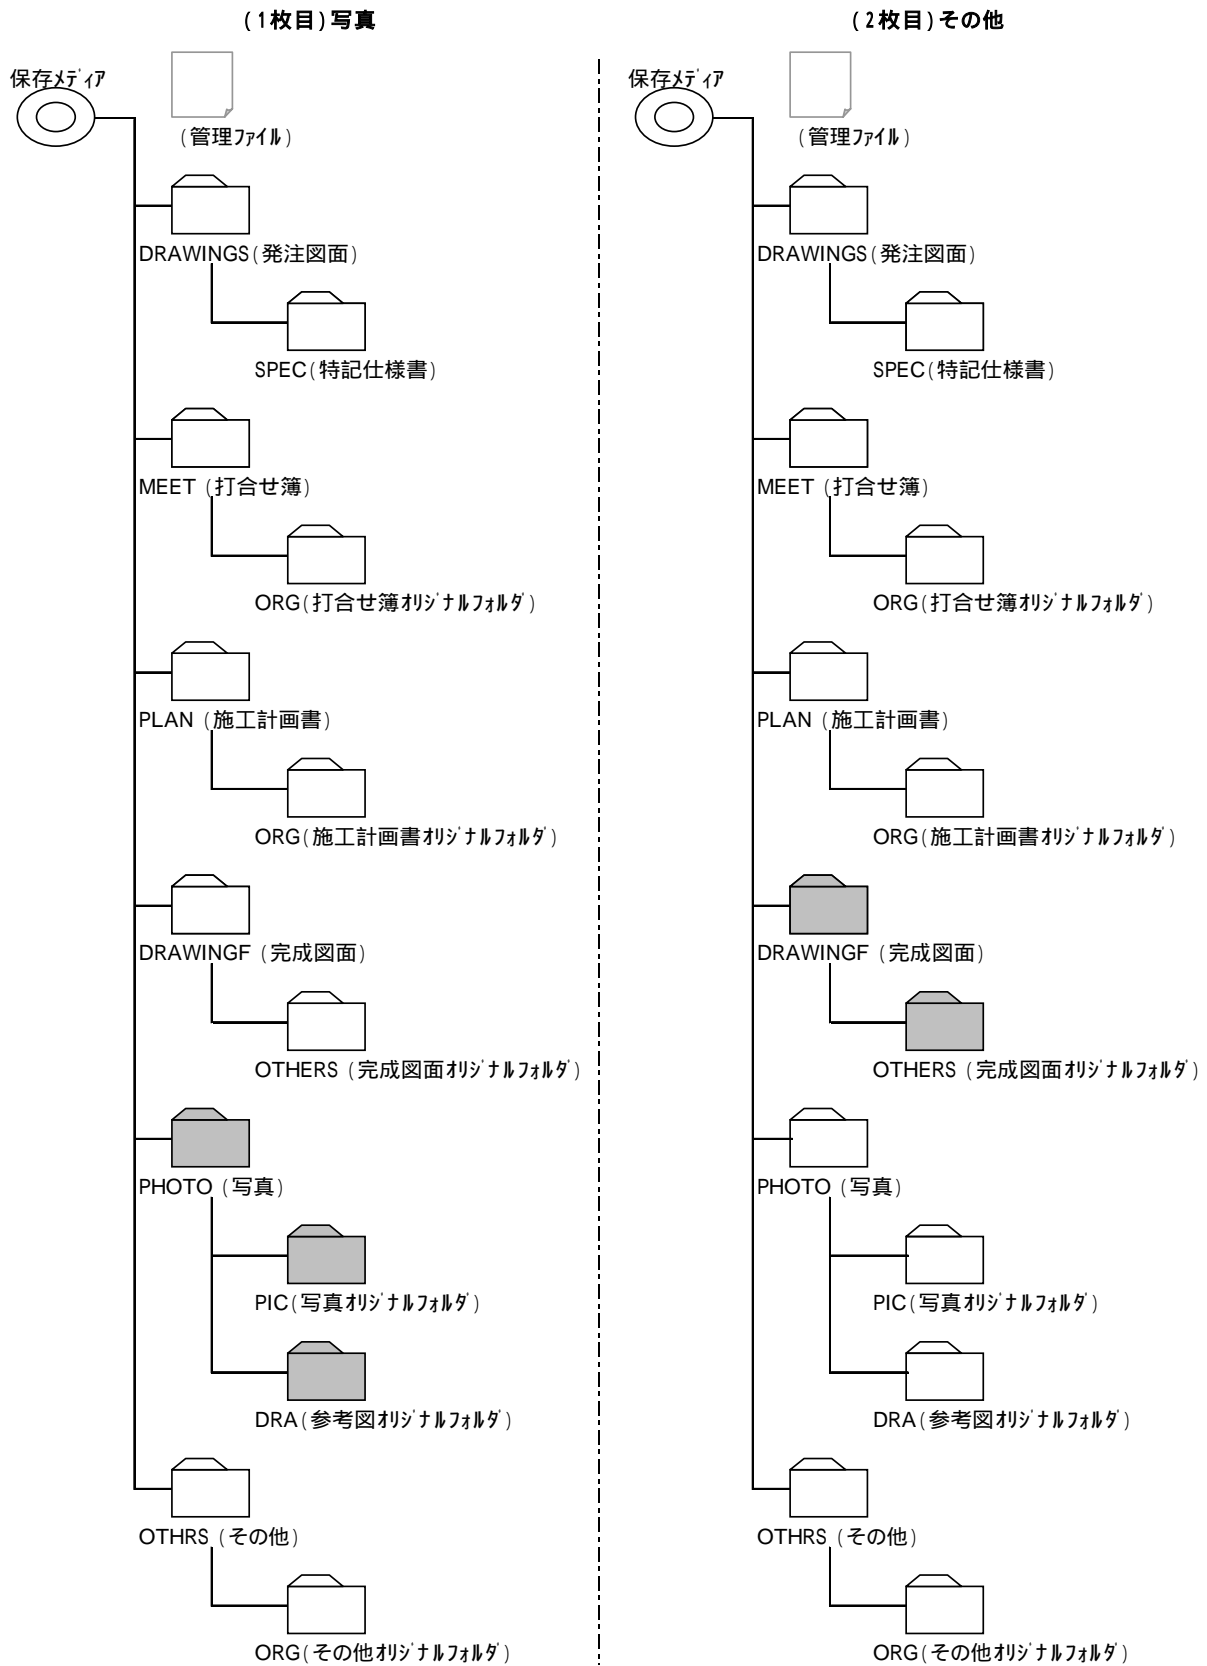 (1枚目)写真
保存メディア
(管理ファイル)
DRAWINGS(発注図面)
SPEC(特記仕様書)
MEET (打合せ簿)
ORG(打合せ簿オリジナルフォルダ)
PLAN (施工計画書)
ORG(施工計画書オリジナルフォルダ)
DRAWINGF (完成図面)
OTHERS (完成図面オリジナルフォルダ)
PHOTO (写真)
PIC(写真オリジナルフォルダ)
DRA(参考図オリジナルフォルダ)
OTHRS (その他)
ORG(その他オリジナルフォルダ)
(2枚目)その他
保存メディア
(管理ファイル)
DRAWINGS(発注図面)
SPEC(特記仕様書)
MEET (打合せ簿)
ORG(打合せ簿オリジナルフォルダ)
PLAN (施工計画書)
ORG(施工計画書オリジナルフォルダ)
DRAWINGF (完成図面)
OTHERS (完成図面オリジナルフォルダ)
PHOTO (写真)
PIC(写真オリジナルフォルダ)
DRA(参考図オリジナルフォルダ)
OTHRS (その他)
ORG(その他オリジナルフォルダ)